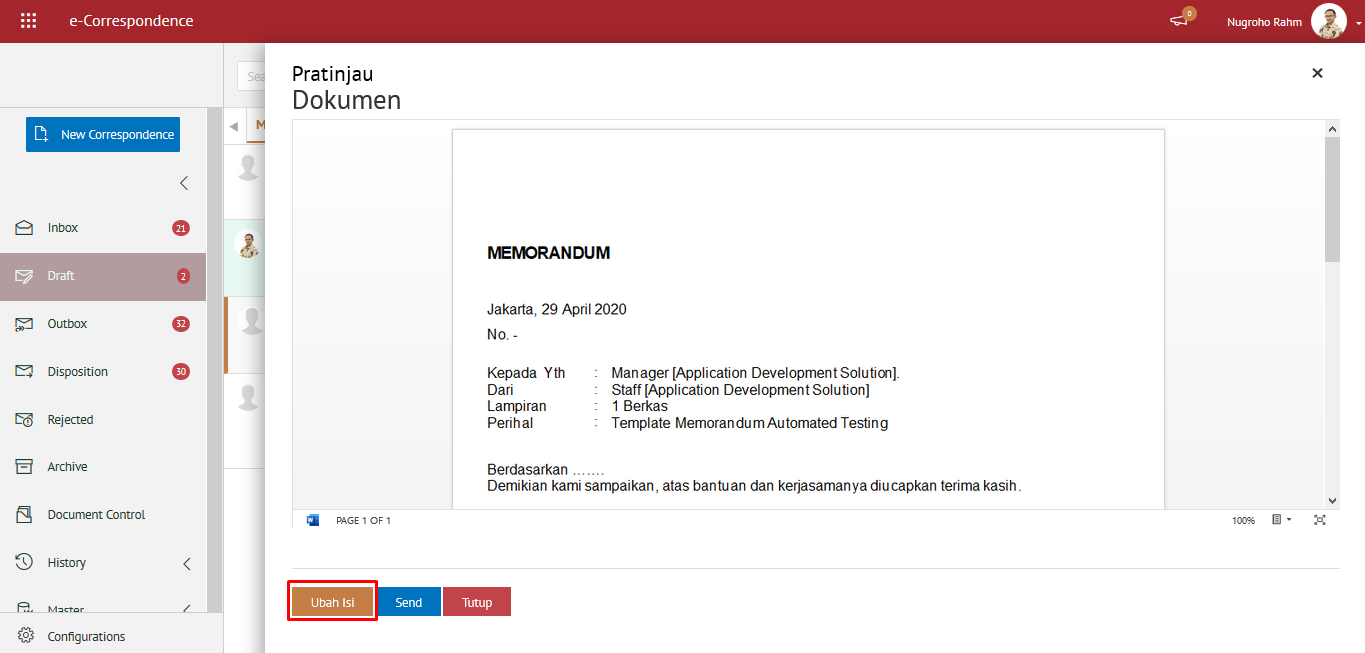 e-Correspondence
0
Nugroho Rahm
New Correspondence
Inbox 21
Draft 2
Outbox 32
Disposition 30
Rejected
Archive
Document Control
History
Master
Configurations
Sea
M
Pratinjau
Dokumen
MEMORANDUM
Jakarta, 29 April 2020
No. -
Kepada Yth : Manager [Application Development Solution].
Dari : Staff [Application Development Solution]
Lampiran : 1 Berkas
Perihal : Template Memorandum Automated Testing
Berdasarkan .......
Demikian kami sampaikan, atas bantuan dan kerjasamanya diucapkan terima kasih.
PAGE 1 OF 1
100%
Ubah Isi Send Tutup